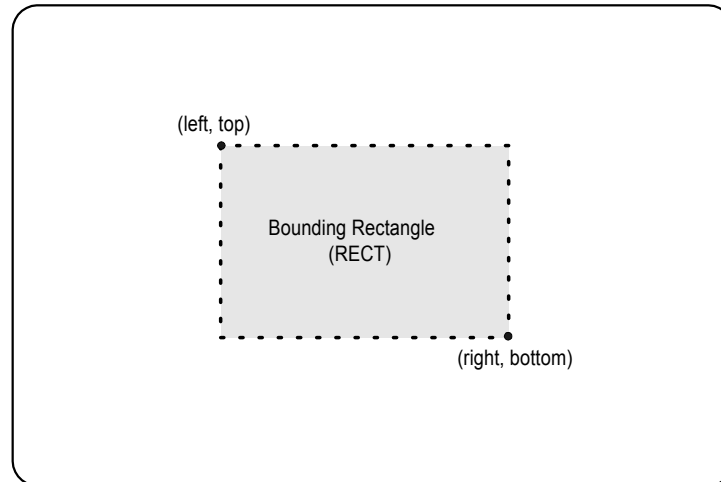 (left, top)
Bounding Rectangle
(RECT)
(right, bottom)